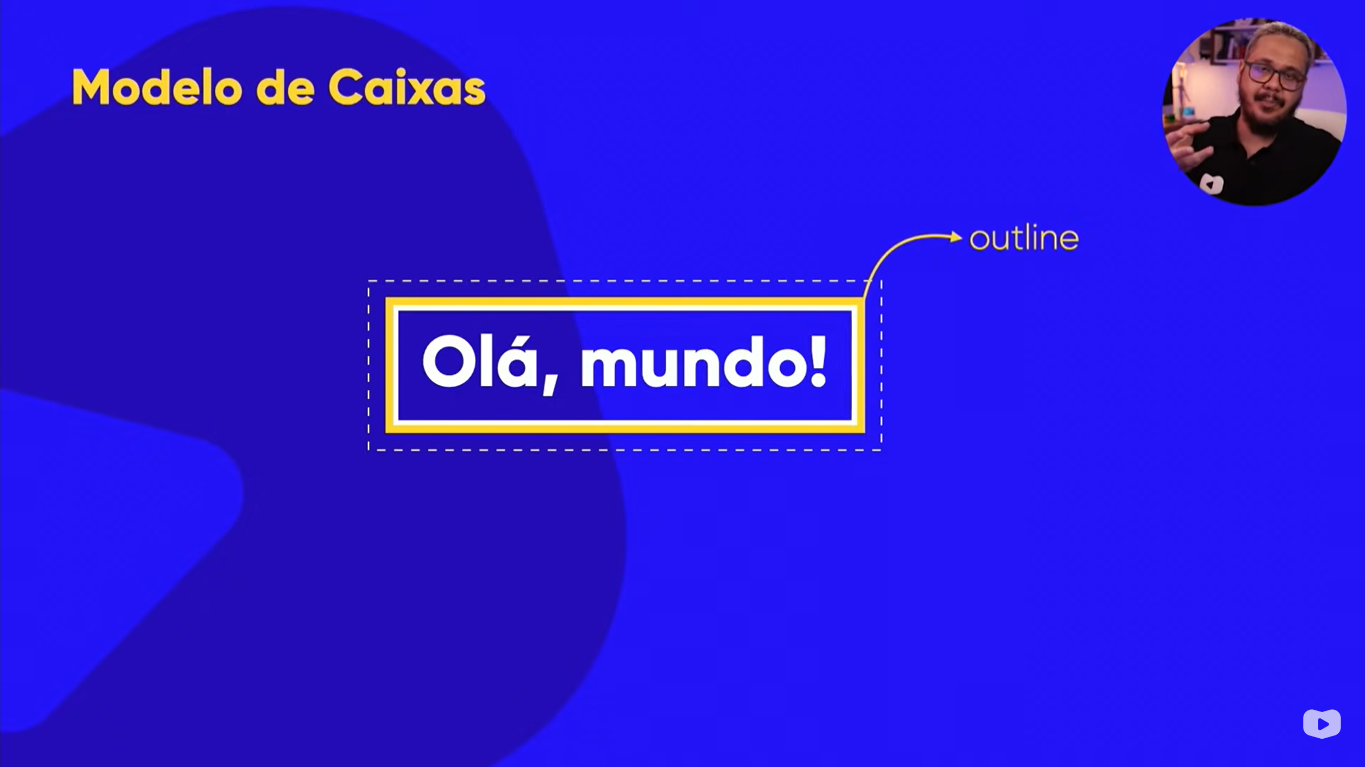 Modelo de Caixas
outline
Olá, mundo!